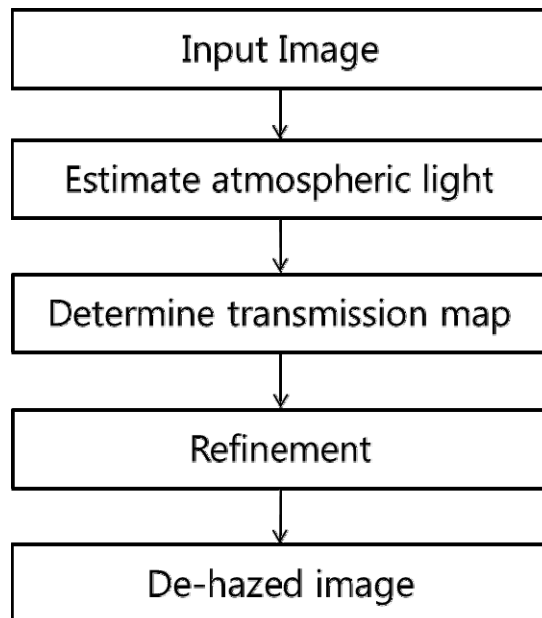 Input Image
Estimate atmospheric light
Determine transmission map
Refinement
De-hazed image